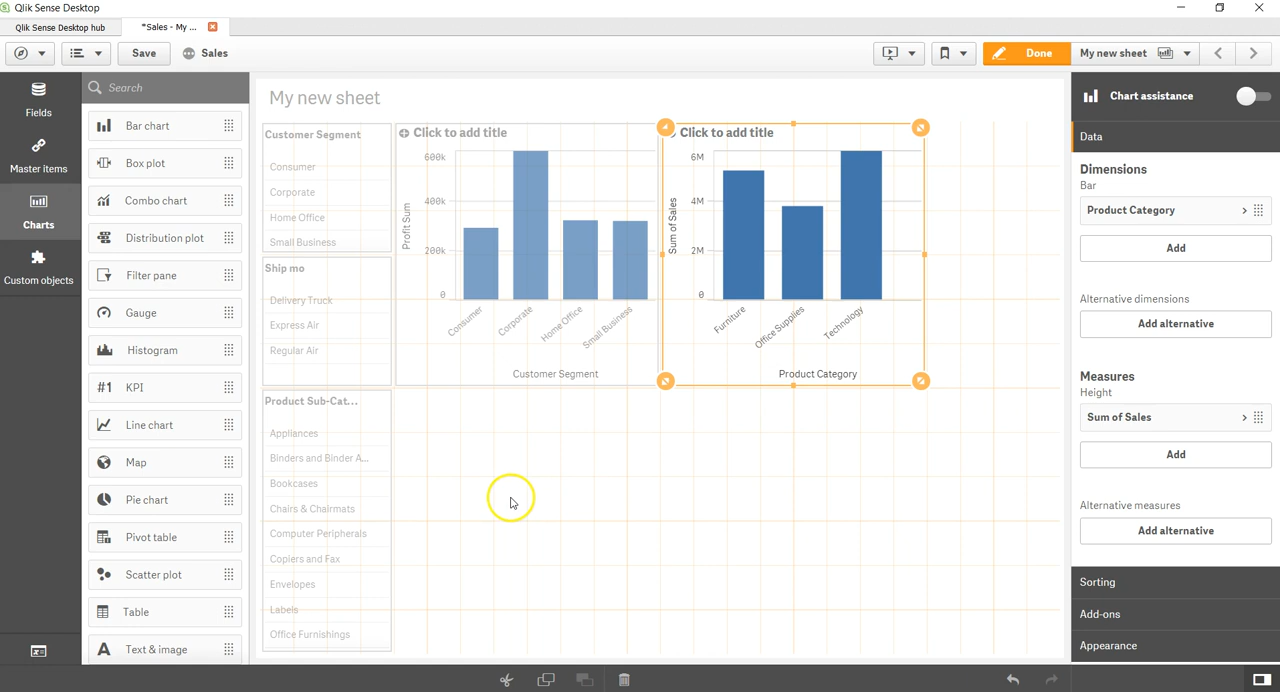 Qlik Sense Desktop
Qlik Sense Desktop hub
*Sales - My ...
Save
Sales
Done
My new sheet
Fields
Master items
Charts
Custom objects
Search
Bar chart
Box plot
Combo chart
Distribution plot
Filter pane
Gauge
Histogram
#1 KPI
Line chart
Map
Pie chart
Pivot table
Scatter plot
Table
A Text & image
My new sheet
Customer Segment
Consumer
Corporate
Home Office
Small Business
Ship mo
Delivery Truck
Express Air
Regular Air
Product Sub-Cat...
Appliances
Binders and Binder A...
Bookcases
Chairs & Chairmats
Computer Peripherals
Copiers and Fax
Envelopes
Labels
Office Furnishings
Click to add title
600k
400k
200k
0
Profit Sum
Consumer
Corporate
Home Office
Small Business
Customer Segment
Click to add title
6M
4M
2M
0
Sum of Sales
Furniture
Office Supplies
Technology
Product Category
Chart assistance
Data
Dimensions
Bar
Product Category
Add
Alternative dimensions
Add alternative
Measures
Height
Sum of Sales
Add
Alternative measures
Add alternative
Sorting
Add-ons
Appearance